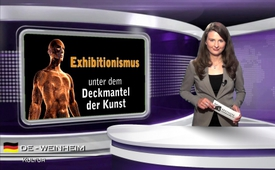 Exhibitionismus
unter dem
Deckmantel
der Kunst
DE - WEINHEIM